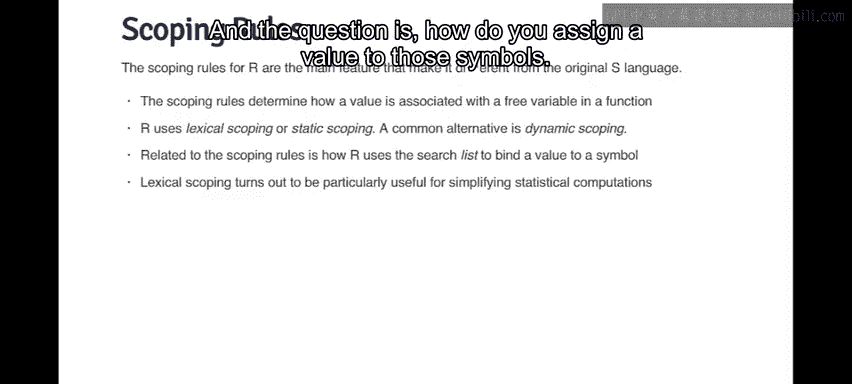 Scoping Rules
And the question is, how do you assign a
value to those symbols.
The scoping rules for R are the main feature that make it different from the original S language.
· The scoping rules determine how a value is associated with a free variable in a function
· R uses lexical scoping or static scoping. A common alternative is dynamic scoping.
· Related to the scoping rules is how R uses the search list to bind a value to a symbol
· Lexical scoping turns out to be particularly useful for simplifying statistical computations